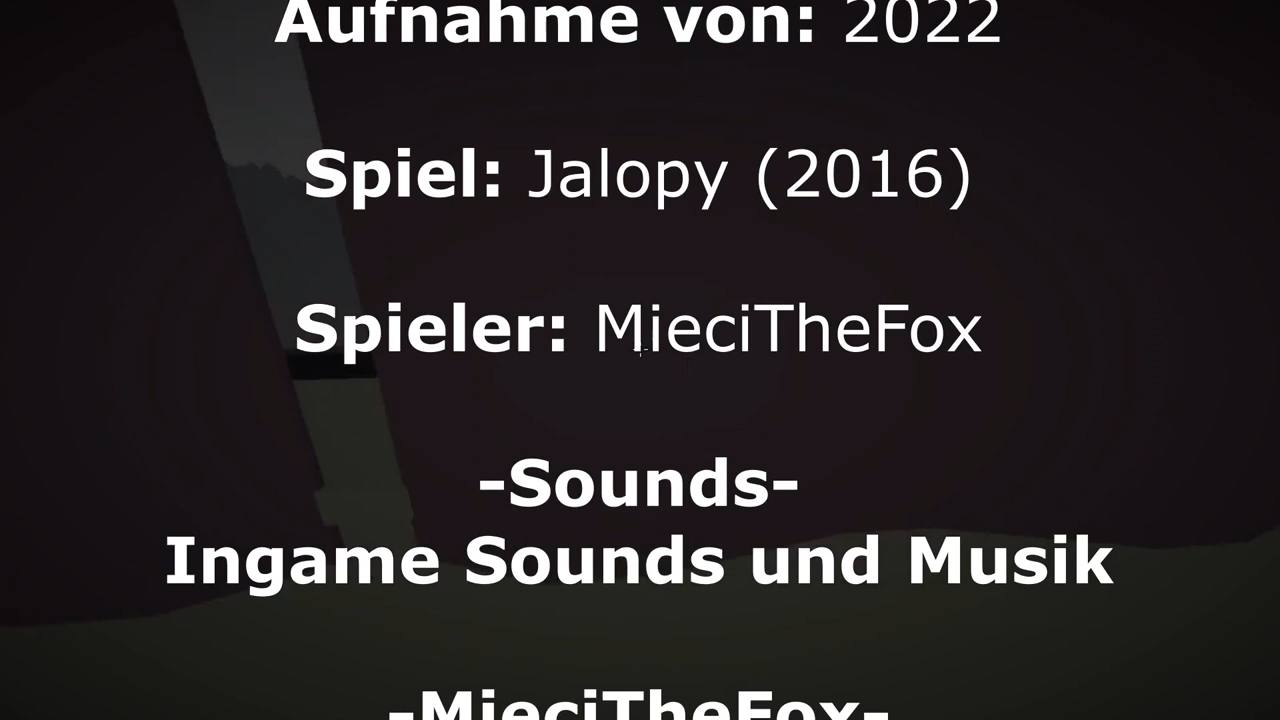 Aufnahme von: 2022
Spiel: Jalopy (2016)
Spieler: MieciTheFox
-Sounds-
Ingame Sounds und Musik
-MieciTheFox-